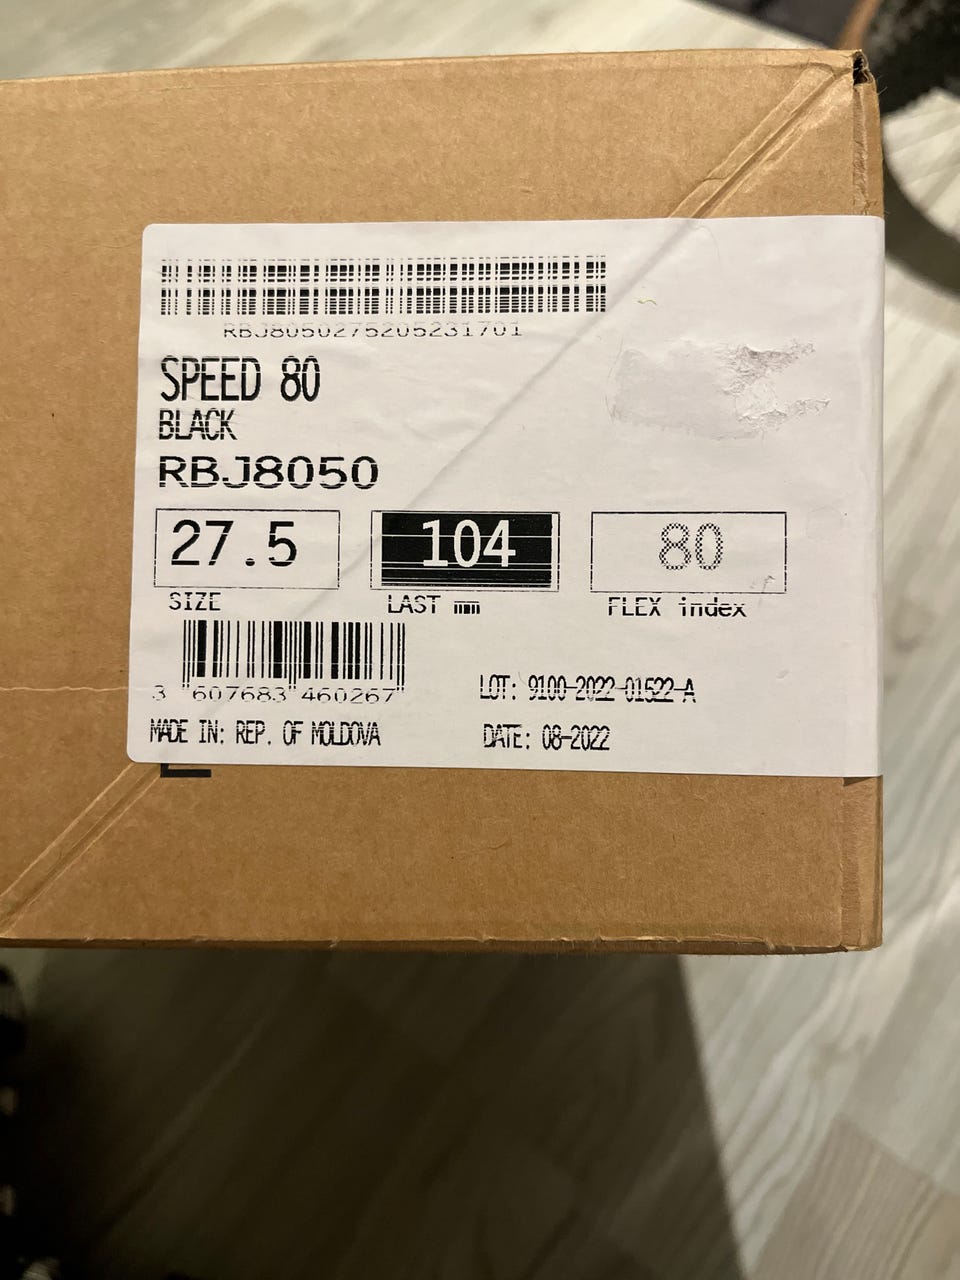 RBJ8050275205231701
SPEED 80
BLACK
RBJ8050
27.5 104 80
SIZE LAST mm FLEX index
3 607683 460267
LOT: 9100-2022-01522-A
MADE IN: REP. OF MOLDOVA DATE: 08-2022